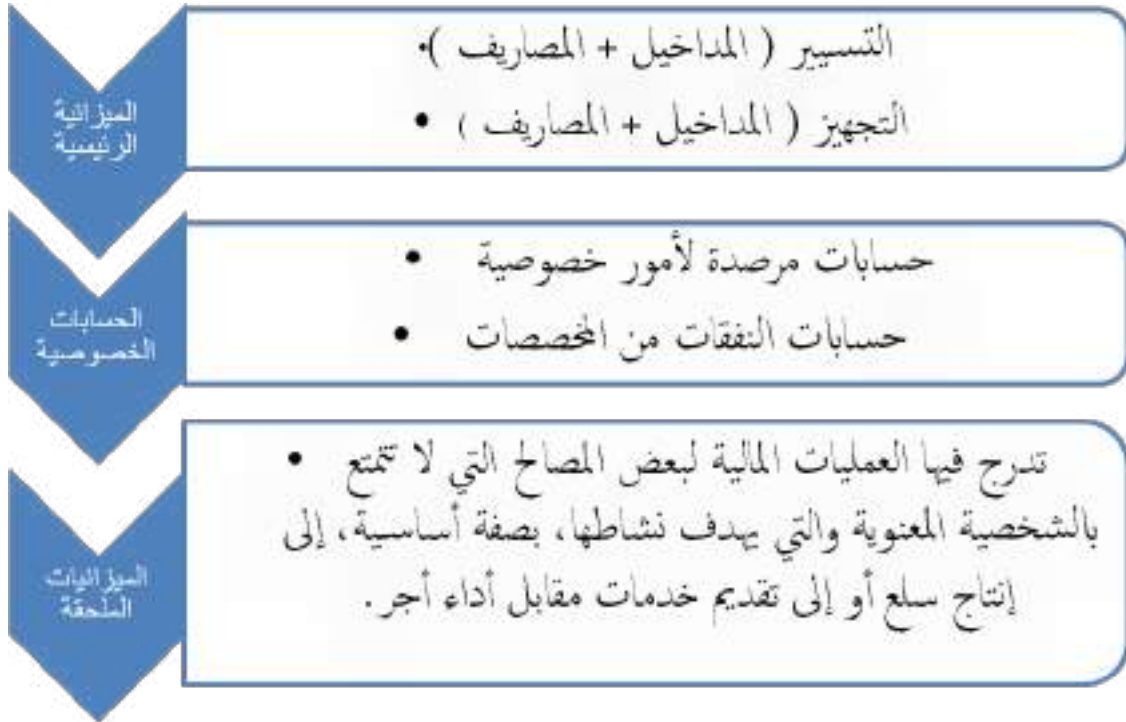 الميزانية
الرئيسية
التسيير ( المداخيل + المصاريف )•
التجهيز ( المداخيل + المصاريف ) •
الحسابات
الخصوصية
حسابات مرصدة لأمور خصوصية •
حسابات النفقات من المخصصات •
الميزانيات
الملحقة
تدرج فيها العمليات المالية لبعض المصالح التي لا تتمتع •
بالشخصية المعنوية والتي يهدف نشاطها، بصفة أساسية، إلى
إنتاج سلع أو إلى تقديم خدمات مقابل أداء أجر.